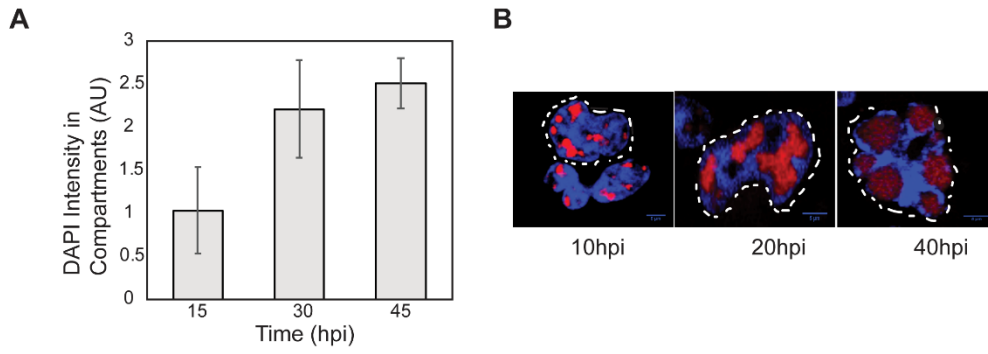 A
B
3
2.5
2
1.5
1
0.5
0
DAPI Intensity in
Compartments (AU)
15 30 45
Time (hpi)
10hpi 20hpi 40hpi